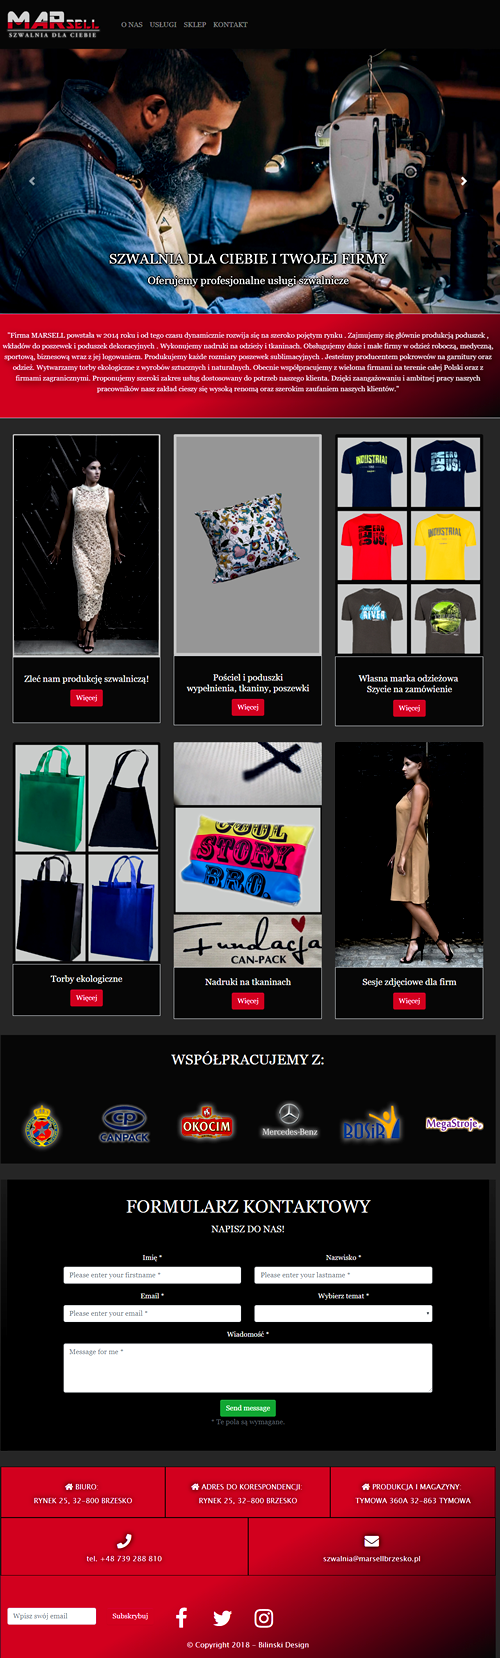 MARSELL
SZWALNIA DLA CIEBIE
O NAS USŁUGI SKLEP KONTAKT
SZWALNIA DLA CIEBIE I TWOJEJ FIRMY
Oferujemy profesjonalne usługi szwalnicze
"Firma MARSELL powstała w 2014 roku i od tego czasu dynamicznie rozwija się na szeroko pojętym rynku . Zajmujemy się głównie produkcją poduszek ,
wkładów do poszewek i poduszek dekoracyjnych . Wykonujemy nadruki na odzieży i tkaninach. Obsługujemy duże i małe firmy w odzież roboczą, medyczną,
sportową, biznesową wraz z jej logowaniem. Produkujemy każde rozmiary poszewek sublimacyjnych . Jesteśmy producentem pokrowców na garnitury oraz
odzież. Wytwarzamy torby ekologiczne z wyrobów sztucznych i naturalnych. Obecnie współpracujemy z wieloma firmami na terenie całej Polski oraz z
firmami zagranicznymi. Proponujemy szeroki zakres usług dostosowany do potrzeb naszego klienta. Dzięki zaangażowaniu i ambitnej pracy naszych
pracowników nasz zakład cieszy się wysoką renomą oraz szerokim zaufaniem naszych klientów."
INDUSTRIAL
INDUSTRIAL
RIVER
Zleć nam produkcję szwalniczą!
Więcej
Pościel i poduszki
wypełnienia, tkaniny, poszewki
Więcej
Własna marka odzieżowa
Szycie na zamówienie
Więcej
COOL
STORY
BRO.
Fundacja
CAN-PACK
Torby ekologiczne
Więcej
Nadruki na tkaninach
Więcej
Sesje zdjęciowe dla firm
Więcej
WSPÓŁPRACUJEMY Z:
CP
CANPACK
OKOCIM
Mercedes-Benz
BOSiR
MegaStroje
FORMULARZ KONTAKTOWY
NAPISZ DO NAS!
Imię * Nazwisko *
Please enter your firstname * Please enter your lastname *
Email * Wybierz temat *
Please enter your email *
Wiadomość *
Message for me *
Send message
* Te pola są wymagane.
BIURO:
RYNEK 25, 32-800 BRZESKO
ADRES DO KORESPONDENCJI:
RYNEK 25, 32-800 BRZESKO
PRODUKCJA I MAGAZYNY:
TYMOWA 360A 32-863 TYMOWA
tel. +48 739 288 810
szwalnia@marsellbrzesko.pl
Wpisz swój email Subskrybuj
© Copyright 2018 - Bilinski Design